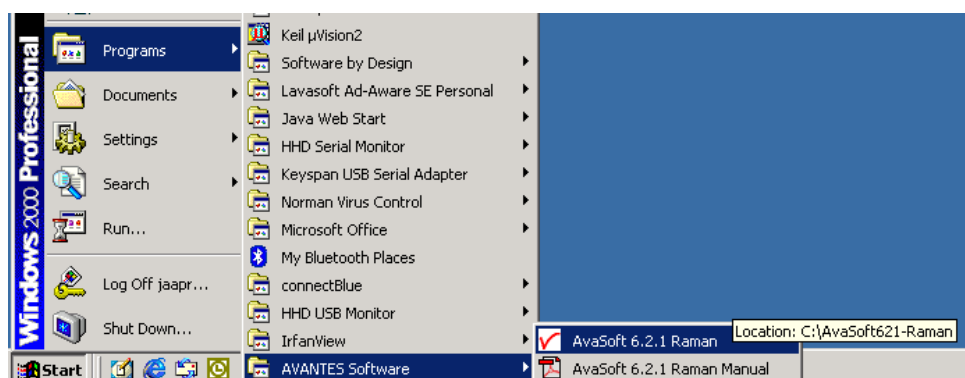 Windows 2000 Professional
Programs
Documents
Settings
Search
Run...
Log Off jaapr...
Shut Down...
Start
Keil µVision2
Software by Design
Lavasoft Ad-Aware SE Personal
Java Web Start
HHD Serial Monitor
Keyspan USB Serial Adapter
Norman Virus Control
Microsoft Office
My Bluetooth Places
connectBlue
HHD USB Monitor
IrfanView
AVANTES Software
AvaSoft 6.2.1 Raman
Location: C:\AvaSoft621-Raman
AvaSoft 6.2.1 Raman Manual